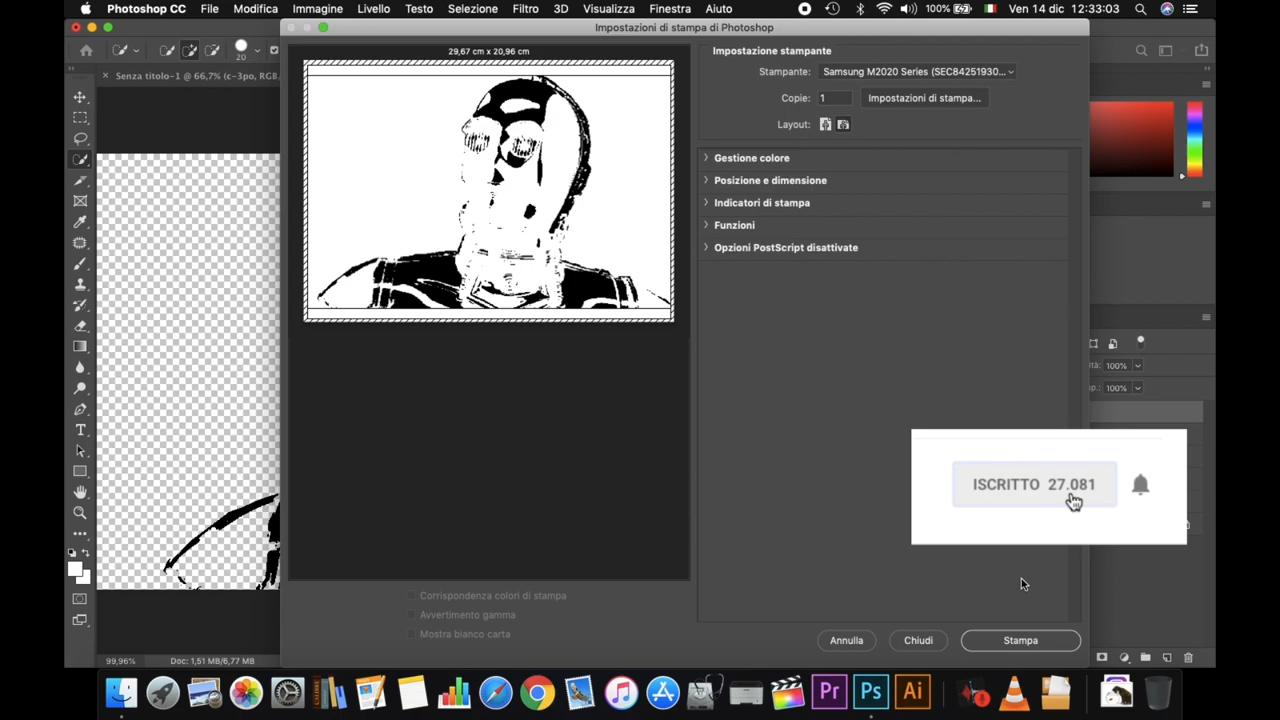 Photoshop CC File Modifica Immagine Livello Testo Selezione Filtro 3D Visualizza Finestra Aiuto 100% Ven 14 dic 12:33:03
Impostazioni di stampa di Photoshop
20
Senza titolo-1 @ 66,7% (c-3po, RGB
29,67 cm x 20,96 cm
Impostazione stampante
Stampante: Samsung M2020 Series (SEC84251930...
Copie: 1 Impostazioni di stampa...
Layout:
Gestione colore
Posizione e dimensione
Indicatori di stampa
Funzioni
Opzioni PostScript disattivate
100%
100%
ISCRITTO 27.081
Corrispondenza colori di stampa
Avvertimento gamma
Mostra bianco carta
Annulla Chiudi Stampa
99,96% Doc: 1,51 MB/6,77 MB
Pr Ps Ai